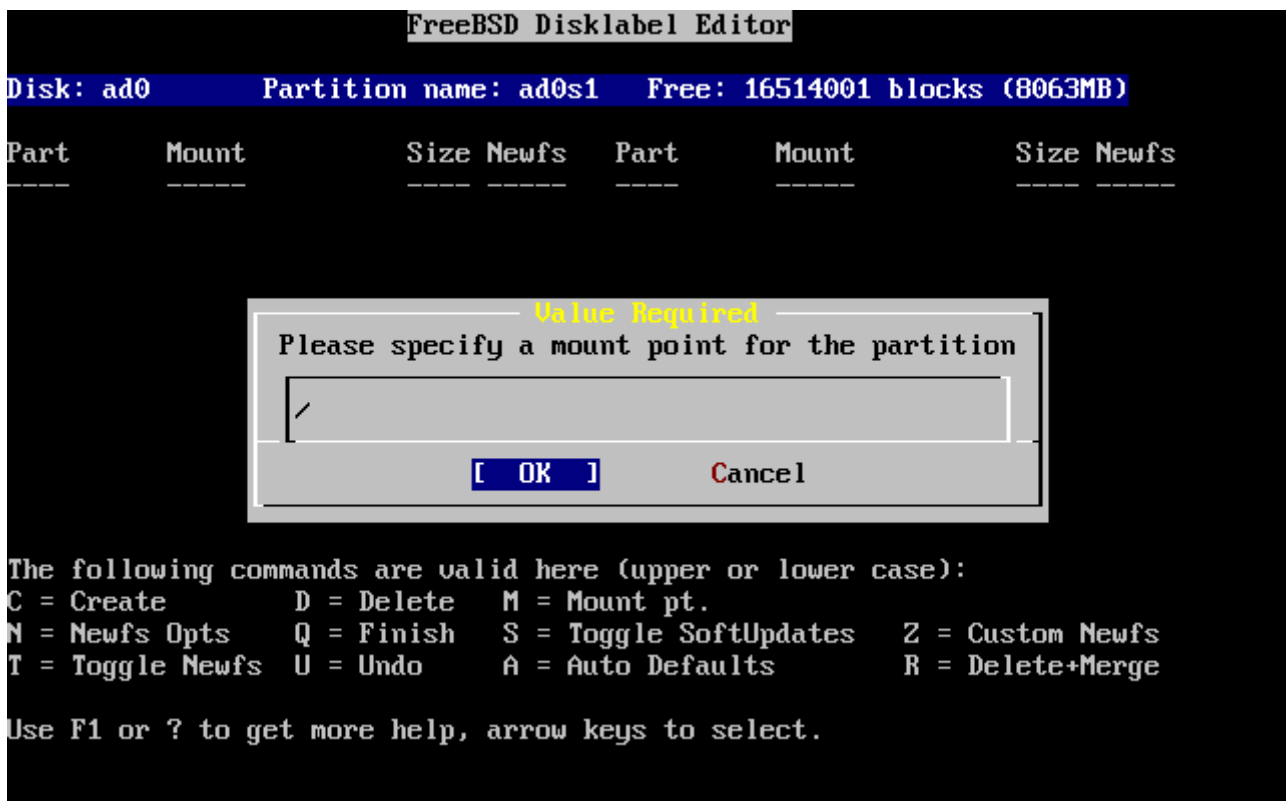 FreeBSD Disklabel Editor
Disk: ad0 Partition name: ad0s1 Free: 16514001 blocks (8063MB)
Part Mount Size Newfs Part Mount Size Newfs
---- ----- ---- ----- ---- ----- ---- -----
Value Required
Please specify a mount point for the partition
/
[ OK ] Cancel
The following commands are valid here (upper or lower case):
C = Create D = Delete M = Mount pt.
N = Newfs Opts Q = Finish S = Toggle SoftUpdates Z = Custom Newfs
T = Toggle Newfs U = Undo A = Auto Defaults R = Delete+Merge
Use F1 or ? to get more help, arrow keys to select.